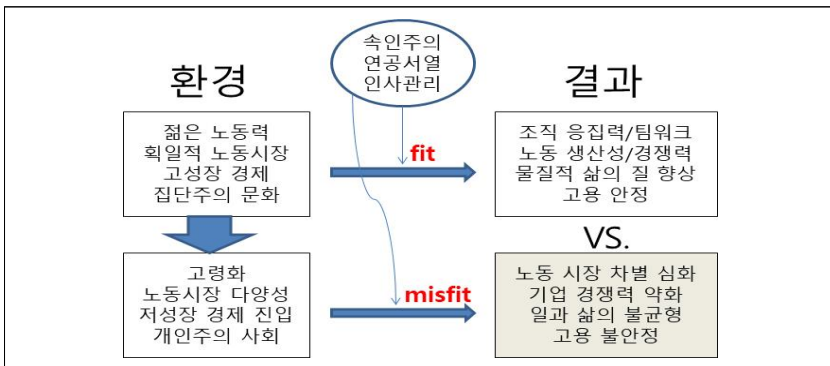 속인주의
연공서열
인사관리
환경
결과
젊은 노동력
획일적 노동시장
고성장 경제
집단주의 문화
fit
조직 응집력/팀워크
노동 생산성/경쟁력
물질적 삶의 질 향상
고용 안정
VS.
고령화
노동시장 다양성
저성장 경제 진입
개인주의 사회
misfit
노동 시장 차별 심화
기업 경쟁력 약화
일과 삶의 불균형
고용 불안정